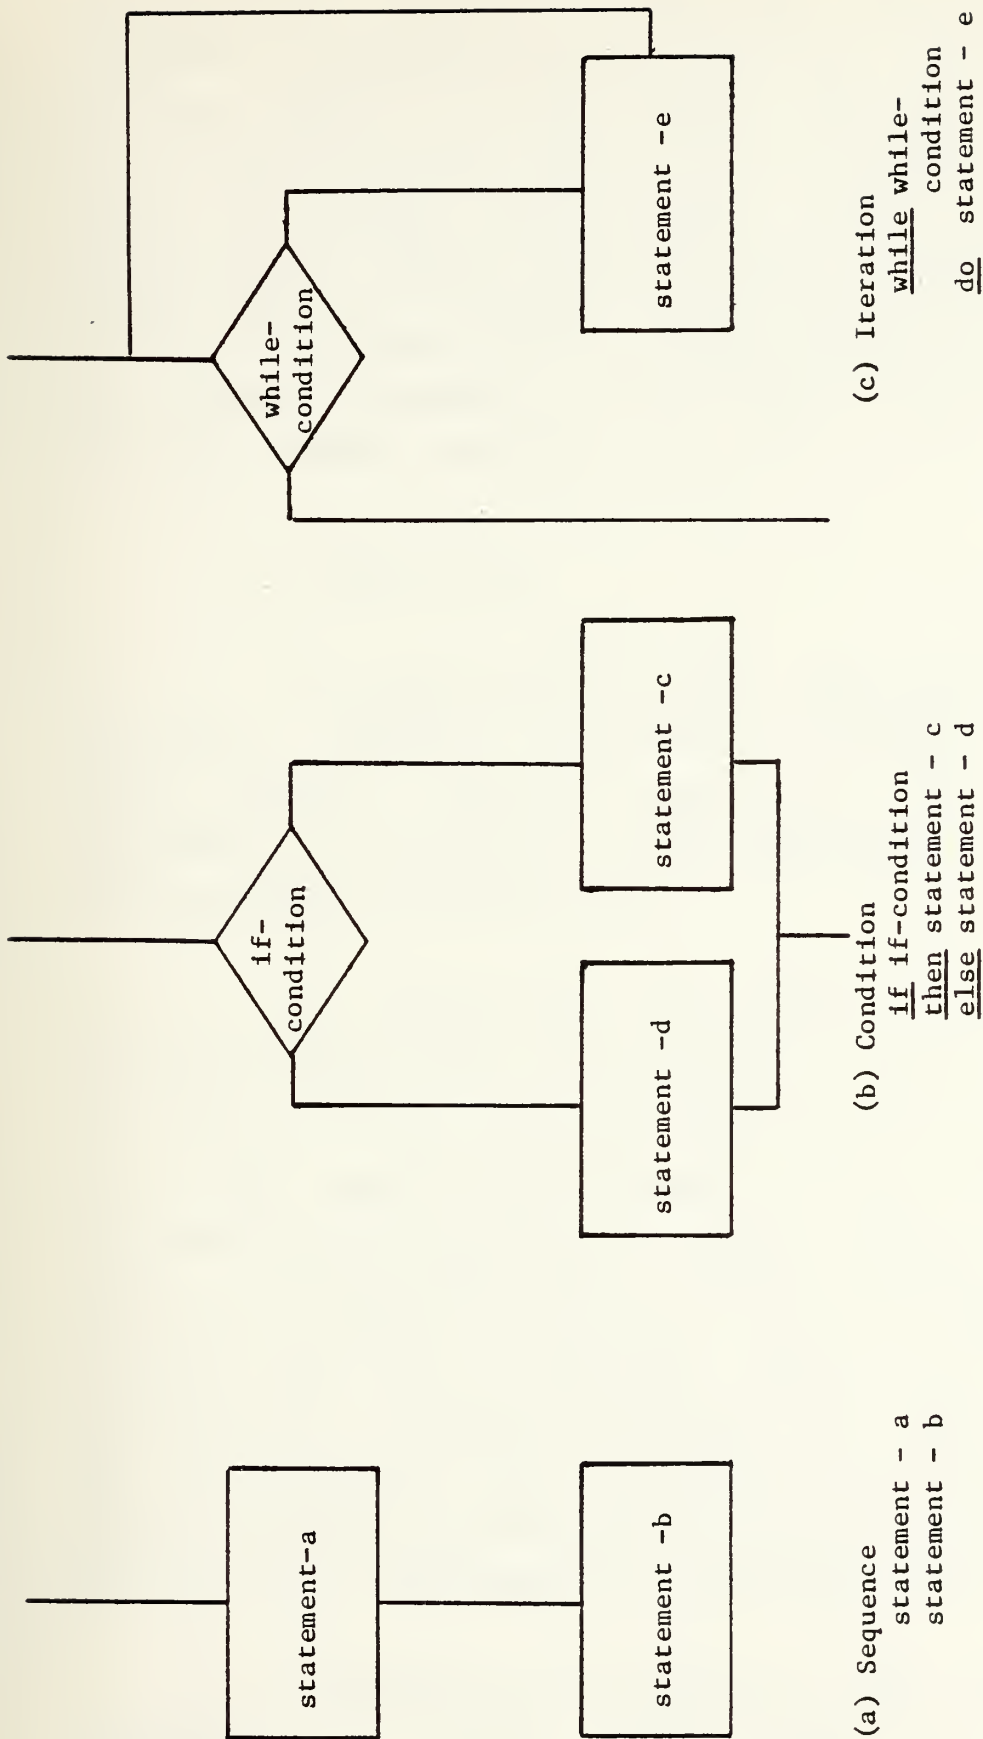 statement-a
statement -b
(a) Sequence
statement - a
statement - b
if-
condition
statement -d
statement -c
(b) Condition
if if-condition
then statement - c
else statement - d
while-
condition
statement -e
(c) Iteration
while while-
condition
do statement - e